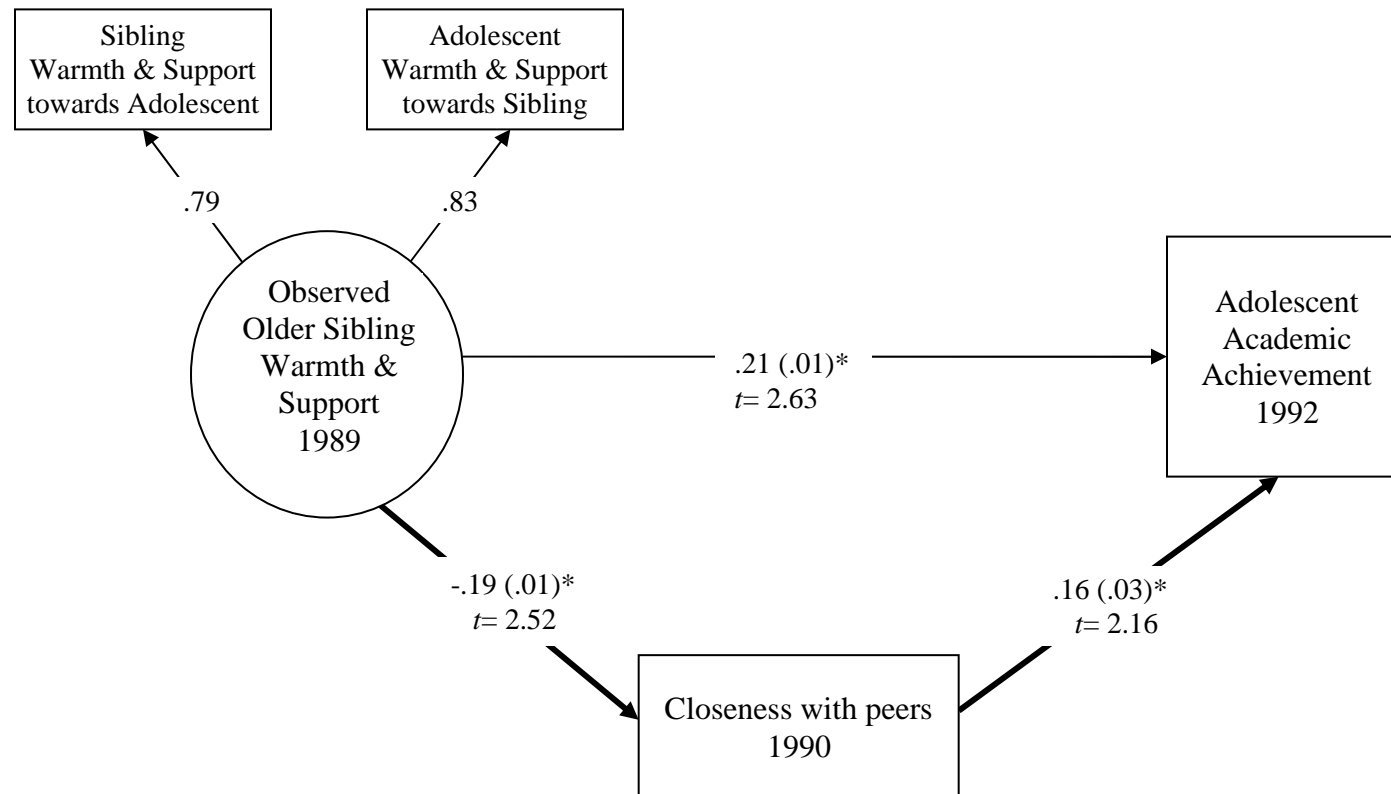 Sibling
Warmth & Support
towards Adolescent
Adolescent
Warmth & Support
towards Sibling
.79
.83
Observed
Older Sibling
Warmth &
Support
1989
Adolescent
Academic
Achievement
1992
.21 (.01)*
t= 2.63
-.19 (.01)*
t= 2.52
.16 (.03)*
t= 2.16
Closeness with peers
1990